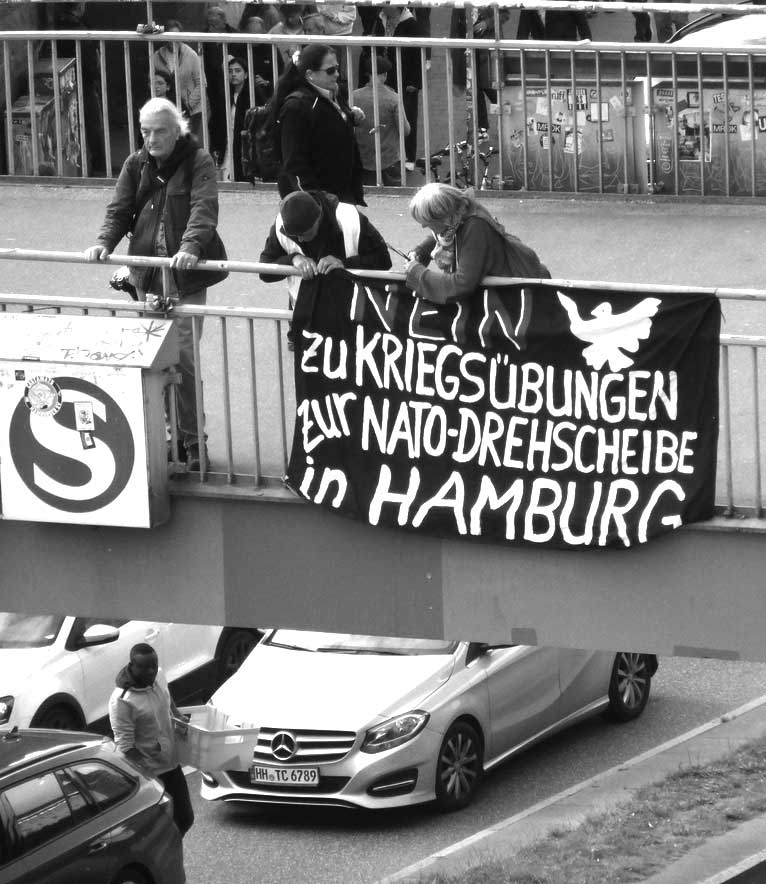 NEIN
zu KRIEGSÜBUNGEN
zur NATO-DREHSCHEIBE
in HAMBURG
S
HH TC 6789